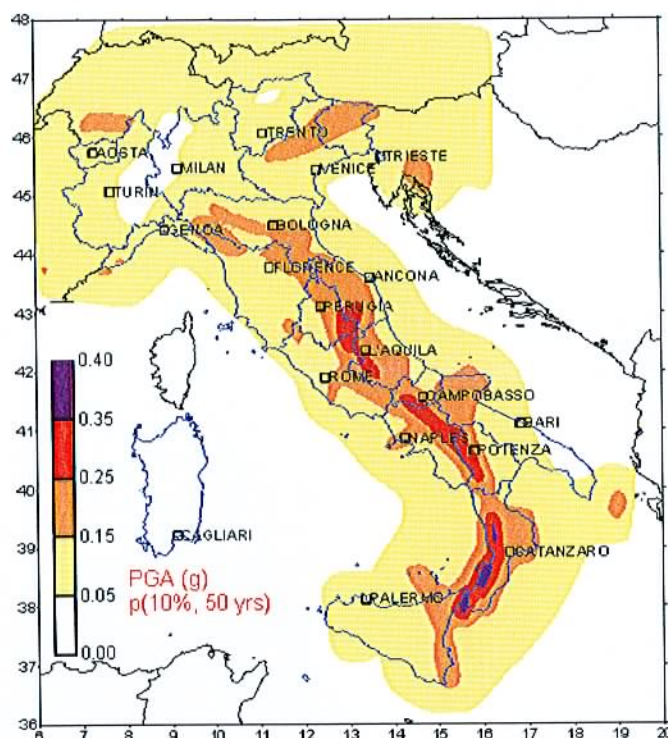 48
47
46
45
44
43
42
41
40
39
38
37
36
TRENTO
AOSTA
TRIESTE
MILAN
VENICE
TURIN
GENOA
BOLOGNA
FLORENCE
ANCONA
PERUGIA
L'AQUILA
ROME
CAMPOBASSO
BARI
NAPLES
POTENZA
CAGLIARI
CATANZARO
PALERMO
0.40
0.35
0.25
0.15
0.05
0.00
PGA (g)
p(10%, 50 yrs)
6 7 8 9 10 11 12 13 14 15 16 17 18 19 20